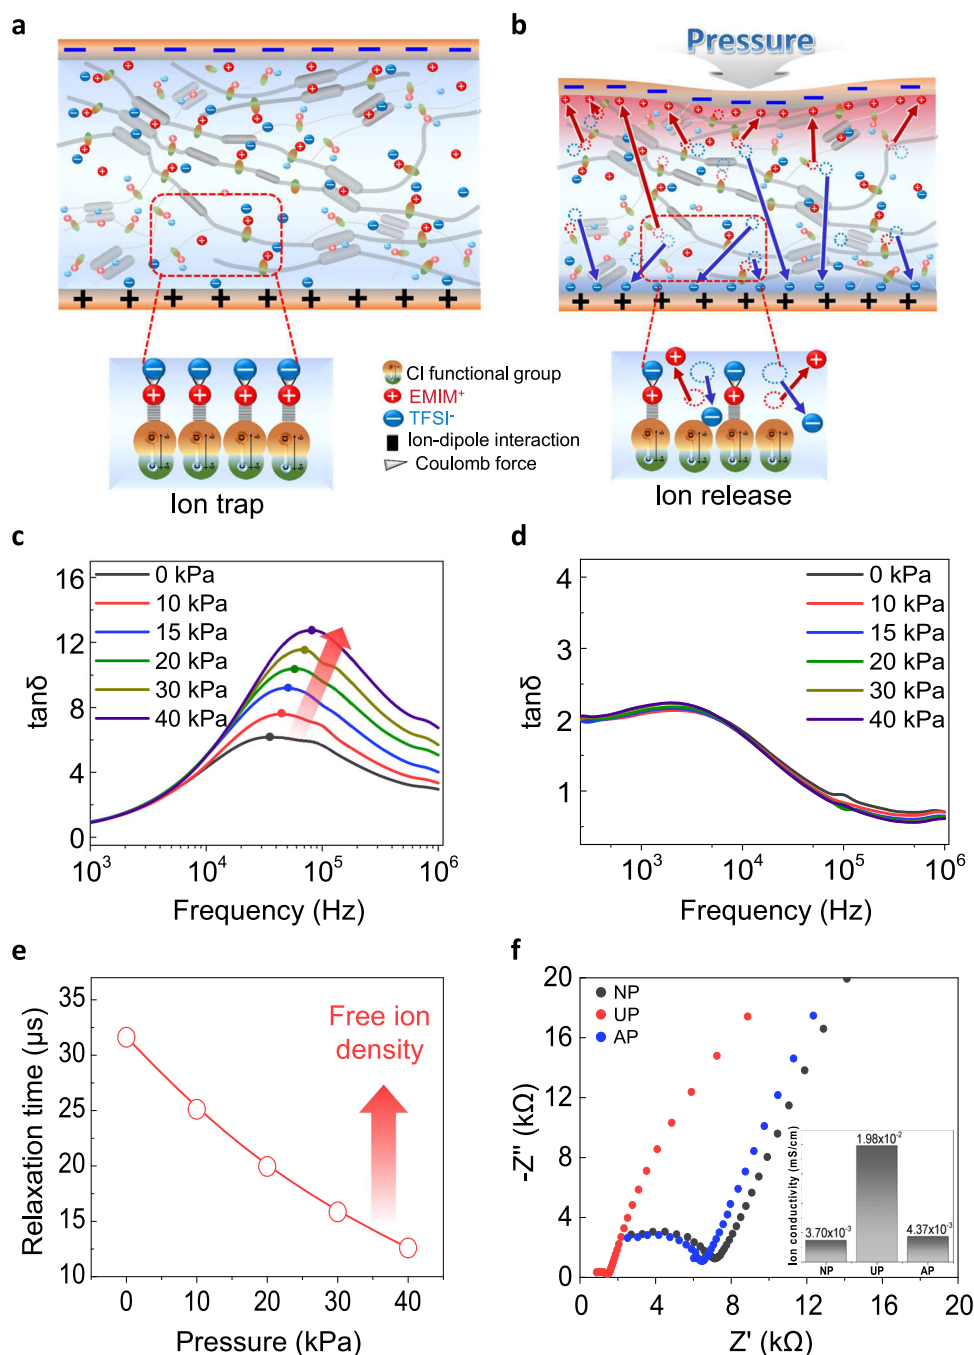 a
b
Pressure
Cl functional group
EMIM⁺
TFSI⁻
Ion-dipole interaction
Coulomb force
Ion trap
Ion release
c
d
16
12
8
4
0
tanδ
0 kPa
10 kPa
15 kPa
20 kPa
30 kPa
40 kPa
10³
10⁴
10⁵
10⁶
Frequency (Hz)
4
3
2
1
tanδ
0 kPa
10 kPa
15 kPa
20 kPa
30 kPa
40 kPa
10³
10⁴
10⁵
10⁶
Frequency (Hz)
e
f
35
30
25
20
15
10
Relaxation time (µs)
Free ion
density
0
10
20
30
40
Pressure (kPa)
20
16
12
8
4
0
-Z'' (kΩ)
NP
UP
AP
Ion conductivity (mS/cm)
3.70x10⁻³
1.98x10⁻²
4.37x10⁻³
NP
UP
AP
0
4
8
12
16
20
Z' (kΩ)